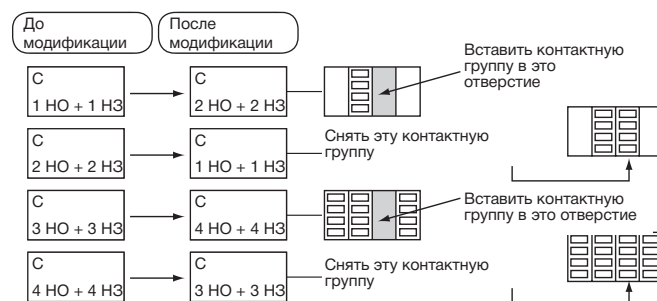 До
модификации
После
модификации
С
1 НО + 1 НЗ
С
2 НО + 2 НЗ
Вставить контактную
группу в это
отверстие
С
2 НО + 2 НЗ
С
1 НО + 1 НЗ
Снять эту контактную
группу
С
3 НО + 3 НЗ
С
4 НО + 4 НЗ
Вставить контактную
группу в это отверстие
С
4 НО + 4 НЗ
С
3 НО + 3 НЗ
Снять эту контактную
группу